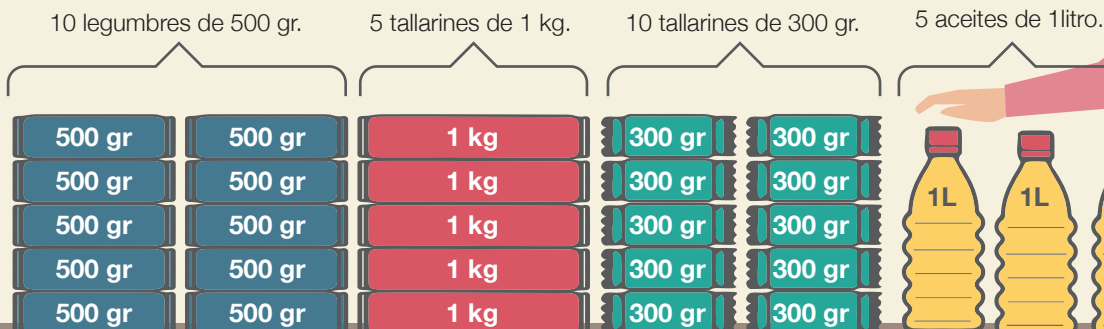 10 legumbres de 500 gr.
5 tallarines de 1 kg.
10 tallarines de 300 gr.
5 aceites de 1litro.
500 gr 500 gr 1 kg 300 gr 300 gr
500 gr 500 gr 1 kg 300 gr 300 gr
1L 1L
500 gr 500 gr 1 kg 300 gr 300 gr
500 gr 500 gr 1 kg 300 gr 300 gr
500 gr 500 gr 1 kg 300 gr 300 gr